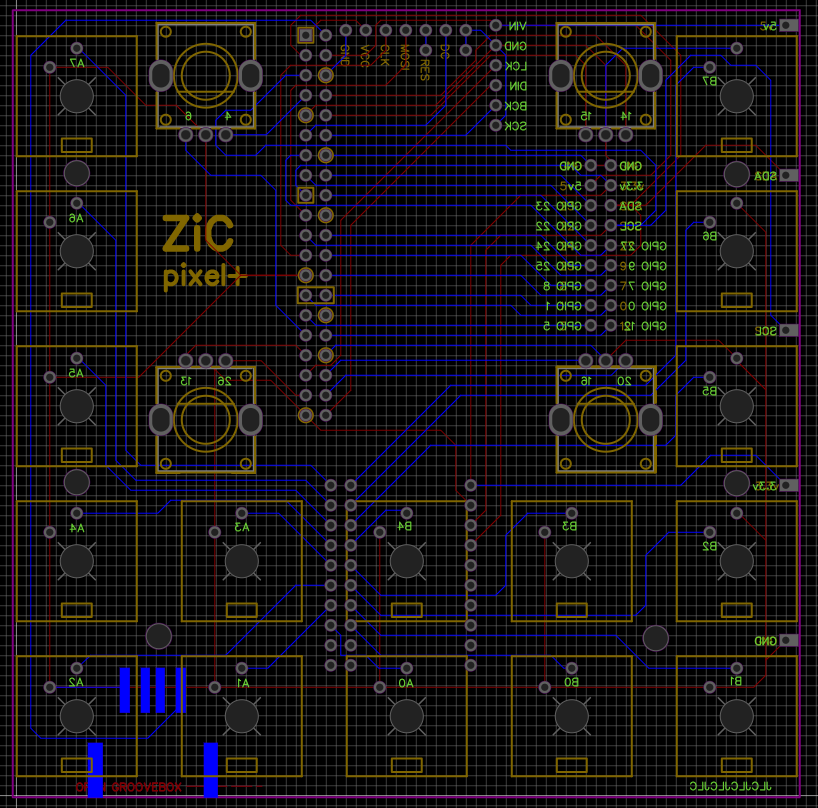 VIN
5v
GND
GND
VCC
CLK
MOSI
RES
DC
LCK
A7
B7
DIN
BCK
6
4
15
14
SCK
GND
GND
SDA
5v
3.3v
GPIO 23
SDA
A6
ZiC
GPIO 22
SCL
B6
GPIO 24
GPIO 27
pixel+
GPIO 25
GPIO 9
GPIO 8
GPIO 7
GPIO 1
GPIO 0
GPIO 5
GPIO 12
SCL
A5
13
26
16
20
B5
3.3v
A4
A3
B4
B3
B2
GND
A2
A1
A0
B0
B1
GROOVEBOX
JLCJLCJLCJLC